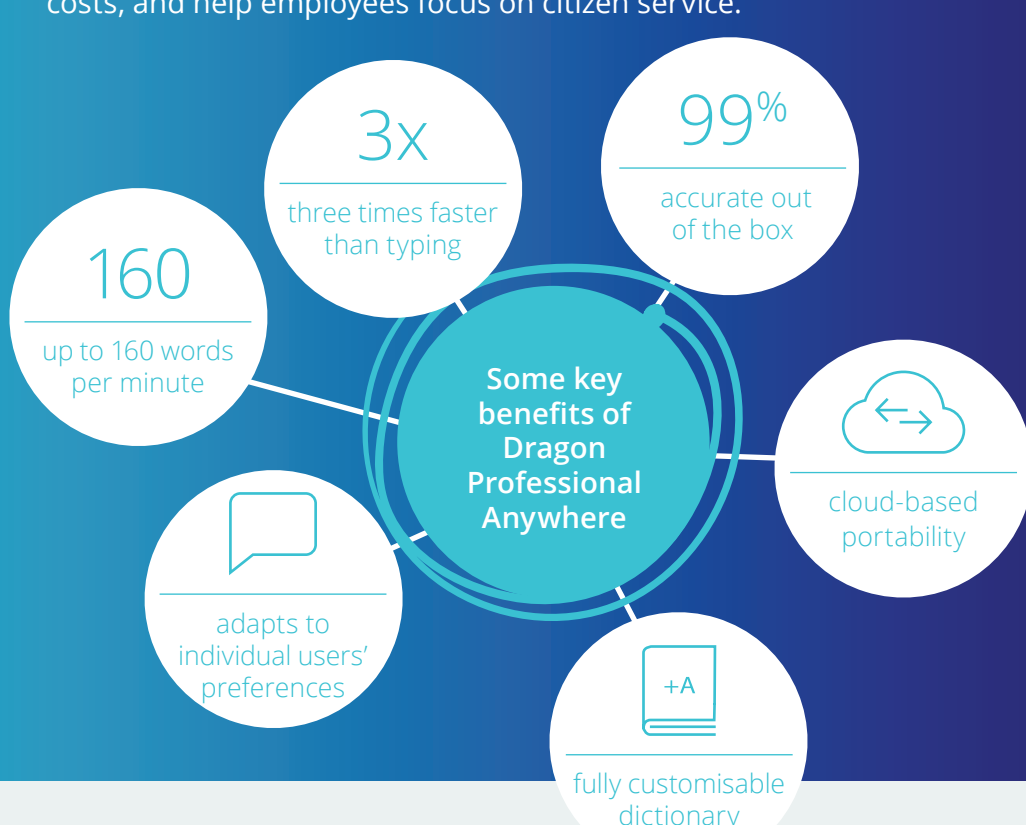 costs, and help employees focus on citizen service.
3x
three times faster
than typing
99%
accurate out
of the box
160
up to 160 words
per minute
Some key
benefits of
Dragon
Professional
Anywhere
cloud-based
portability
adapts to
individual users’
preferences
+A
fully customisable
dictionary